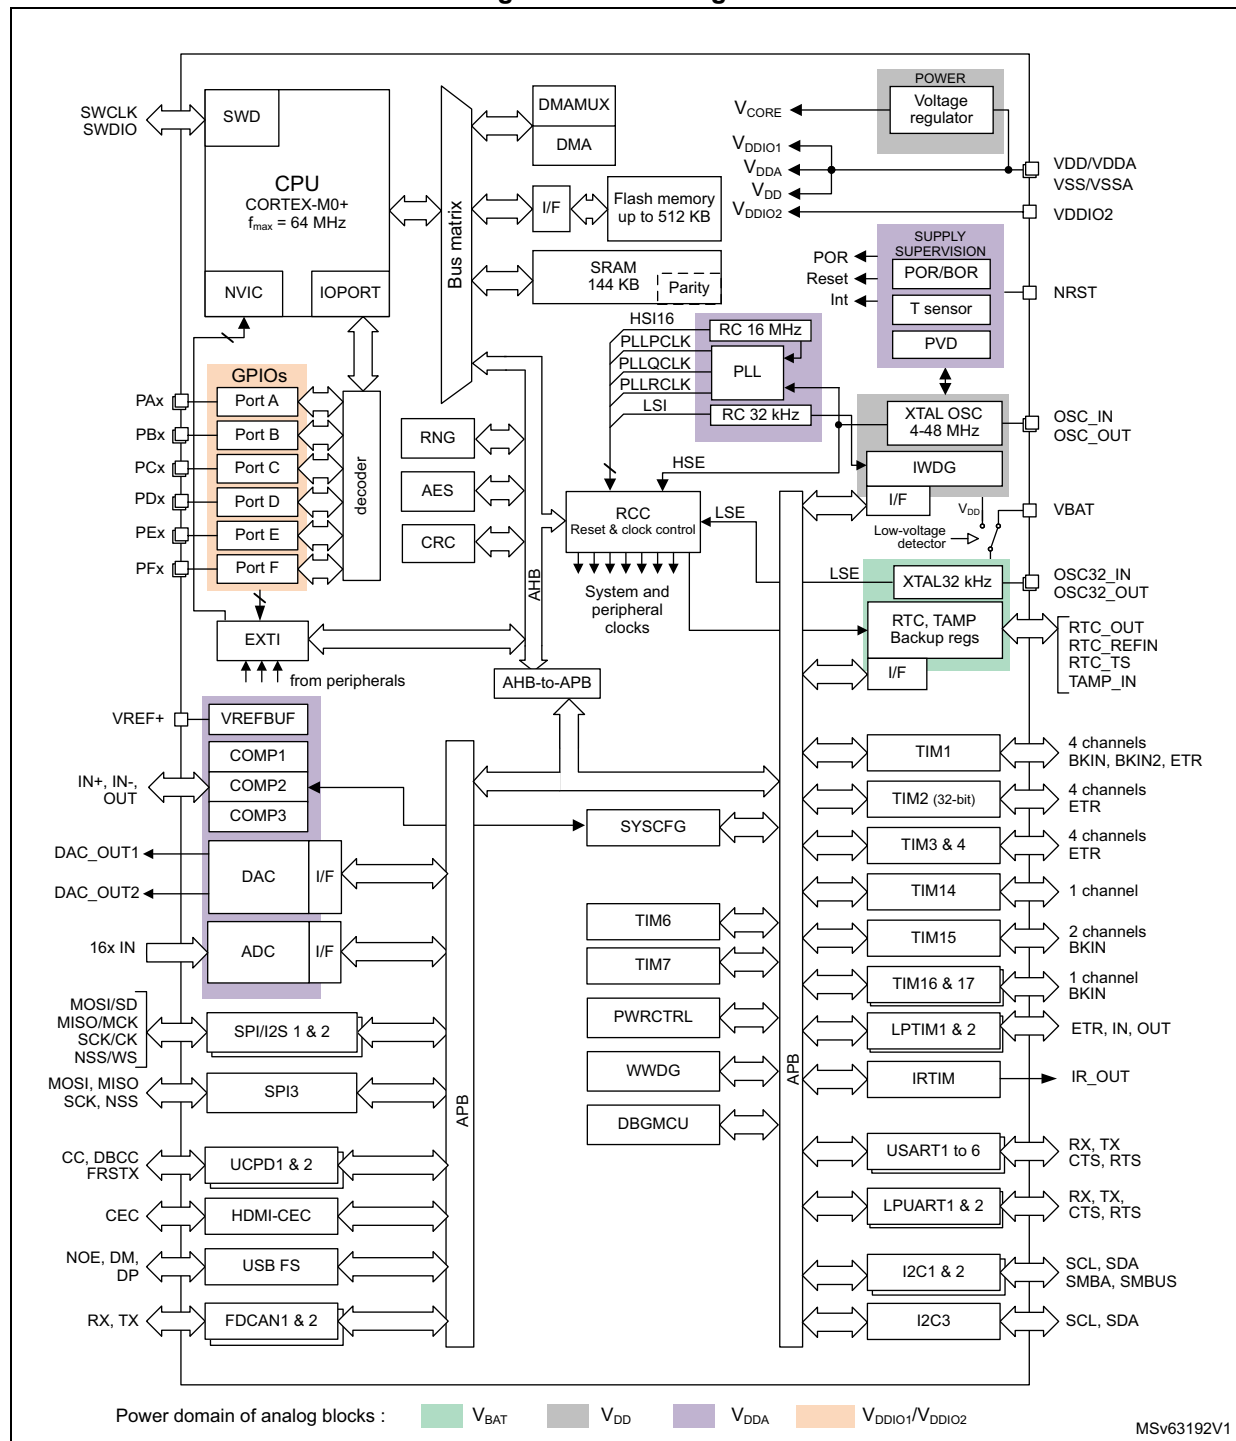 SWCLK
SWDIO
SWD
CPU
CORTEX-M0+
fmax = 64 MHz
NVIC
IOPORT
Bus matrix
DMAMUX
DMA
I/F
Flash memory
up to 512 KB
SRAM
144 KB
Parity
POWER
Voltage
regulator
VCORE
VDDIO1
VDDA
VDD
VDDIO2
VDD/VDDA
VSS/VSSA
VDDIO2
SUPPLY
SUPERVISION
POR
Reset
Int
POR/BOR
T sensor
PVD
NRST
HSI16
PLLPCLK
PLLQCLK
PLLRCLK
LSI
RC 16 MHz
PLL
RC 32 kHz
XTAL OSC
4-48 MHz
IWDG
I/F
OSC_IN
OSC_OUT
HSE
GPIOs
PAx
Port A
PBx
Port B
PCx
Port C
PDx
Port D
PEx
Port E
PFx
Port F
decoder
RNG
AES
CRC
AHB
RCC
Reset & clock control
LSE
System and
peripheral
clocks
VDD
Low-voltage
detector
VBAT
LSE
XTAL32 kHz
OSC32_IN
OSC32_OUT
RTC, TAMP
Backup regs
I/F
RTC_OUT
RTC_REFIN
RTC_TS
TAMP_IN
EXTI
from peripherals
AHB-to-APB
VREF+
VREFBUF
COMP1
COMP2
COMP3
IN+, IN-,
OUT
DAC_OUT1
DAC_OUT2
DAC
I/F
16x IN
ADC
I/F
MOSI/SD
MISO/MCK
SCK/CK
NSS/WS
SPI/I2S 1 & 2
MOSI, MISO
SCK, NSS
SPI3
CC, DBCC
FRSTX
UCPD1 & 2
CEC
HDMI-CEC
NOE, DM,
DP
USB FS
RX, TX
FDCAN1 & 2
APB
SYSCFG
TIM6
TIM7
PWRCTRL
WWDG
DBGMCU
APB
TIM1
4 channels
BKIN, BKIN2, ETR
TIM2 (32-bit)
4 channels
ETR
TIM3 & 4
4 channels
ETR
TIM14
1 channel
TIM15
2 channels
BKIN
TIM16 & 17
1 channel
BKIN
LPTIM1 & 2
ETR, IN, OUT
IRTIM
IR_OUT
USART1 to 6
RX, TX
CTS, RTS
LPUART1 & 2
RX, TX,
CTS, RTS
I2C1 & 2
SCL, SDA
SMBA, SMBUS
I2C3
SCL, SDA
Power domain of analog blocks :
VBAT
VDD
VDDA
VDDIO1/VDDIO2
MSv63192V1